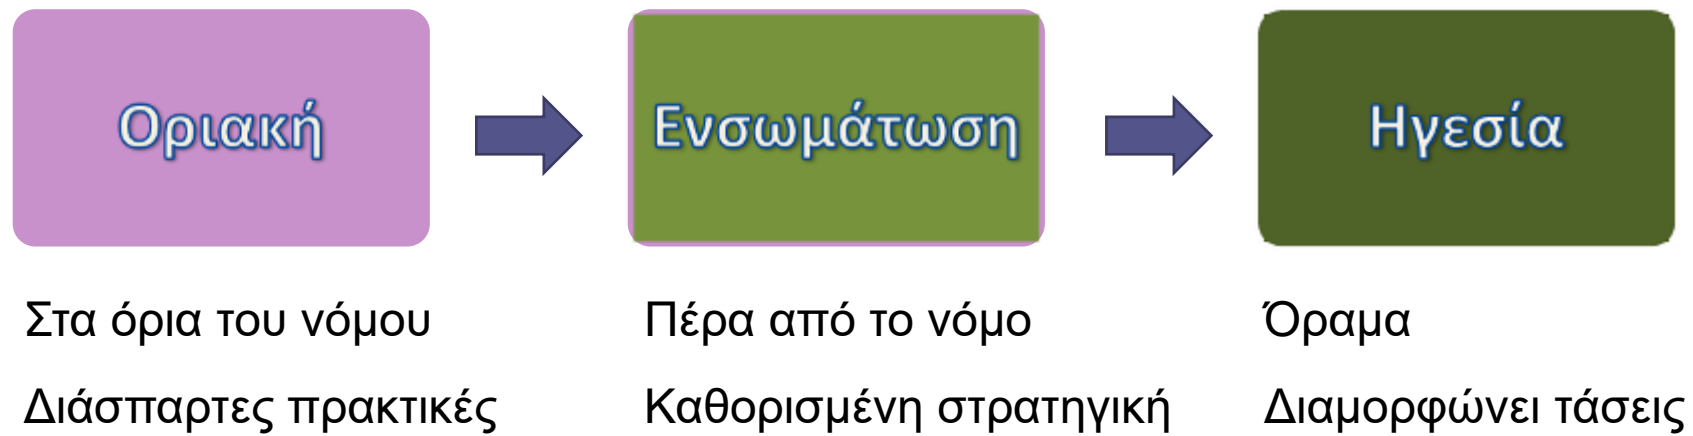 Οριακή
Ενσωμάτωση
Ηγεσία
Στα όρια του νόμου
Διάσπαρτες πρακτικές
Πέρα από το νόμο
Καθορισμένη στρατηγική
Όραμα
Διαμορφώνει τάσεις